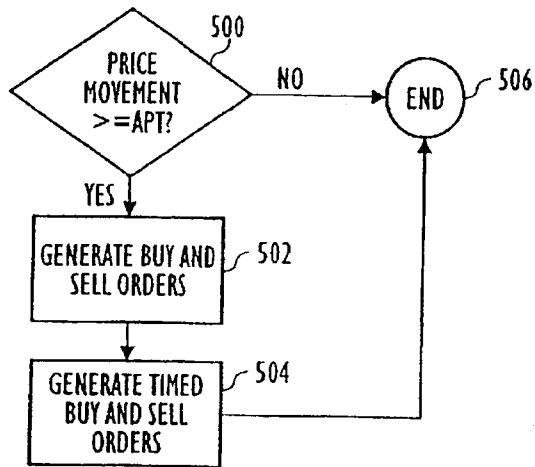 500
PRICE
MOVEMENT
>=APT?
NO
END
506
YES
GENERATE BUY AND
SELL ORDERS
502
GENERATE TIMED
BUY AND SELL
ORDERS
504